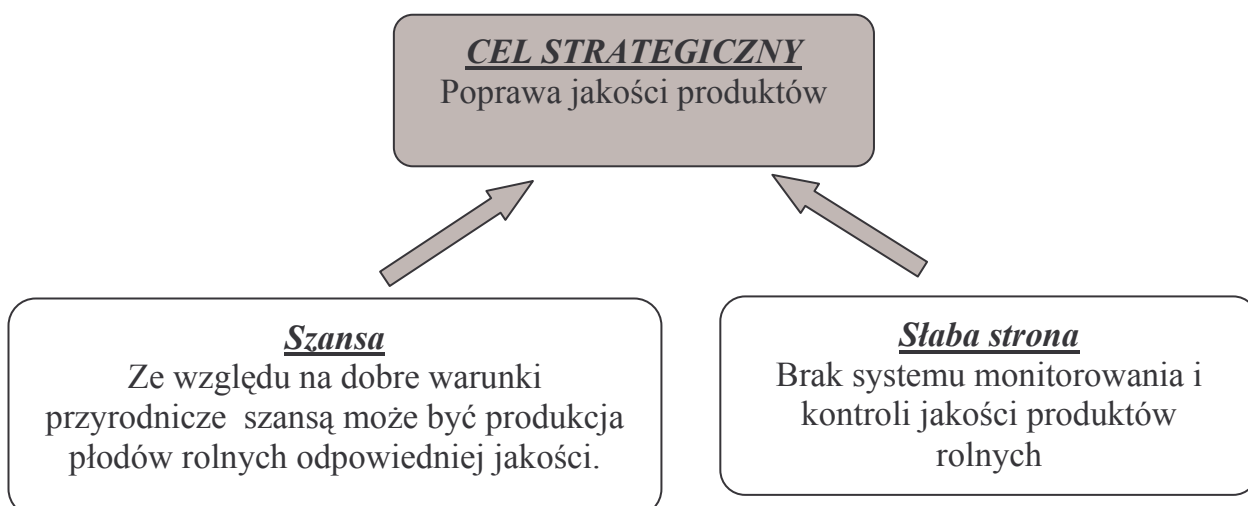 CEL STRATEGICZNY
Poprawa jakości produktów
Szansa
Ze względu na dobre warunki
przyrodnicze szansą może być produkcja
płodów rolnych odpowiedniej jakości.
Słaba strona
Brak systemu monitorowania i
kontroli jakości produktów
rolnych